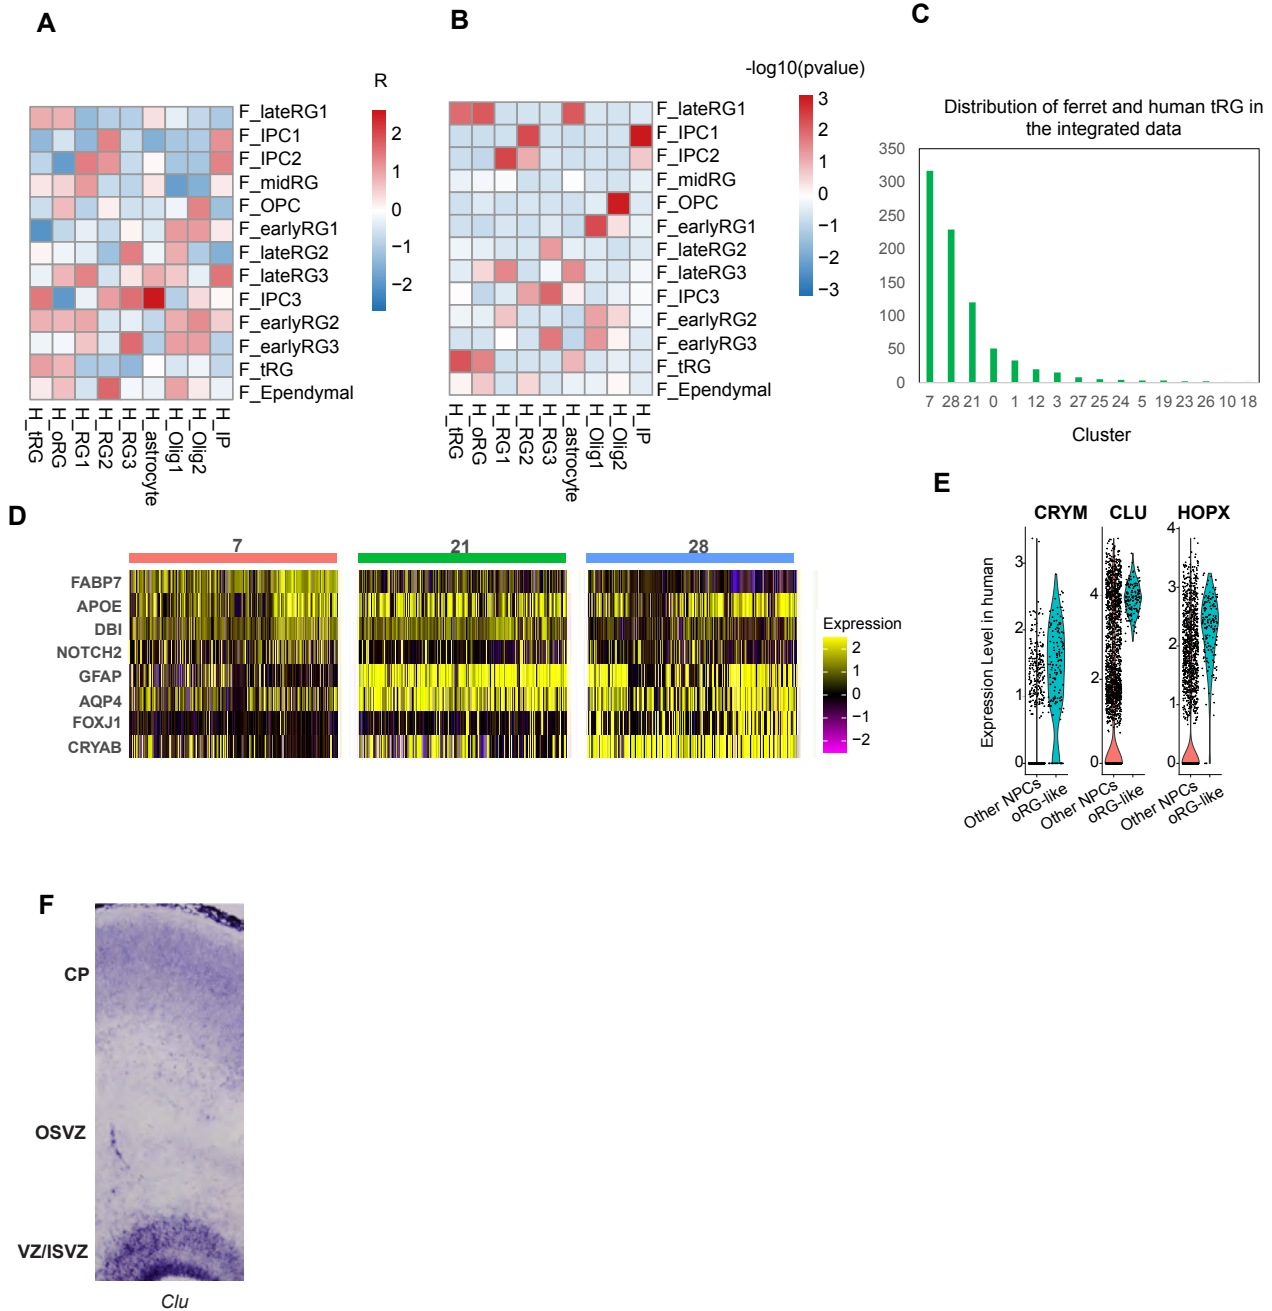 A
R
2
1
0
−1
−2
F_lateRG1
F_IPC1
F_IPC2
F_midRG
F_OPC
F_earlyRG1
F_lateRG2
F_lateRG3
F_IPC3
F_earlyRG2
F_earlyRG3
F_tRG
F_Ependymal
H_tRG
H_oRG
H_RG1
H_RG2
H_RG3
H_astrocyte
H_Olig1
H_Olig2
H_IP
B
-log10(pvalue)
3
2
1
0
−1
−2
−3
F_lateRG1
F_IPC1
F_IPC2
F_midRG
F_OPC
F_earlyRG1
F_lateRG2
F_lateRG3
F_IPC3
F_earlyRG2
F_earlyRG3
F_tRG
F_Ependymal
H_tRG
H_oRG
H_RG1
H_RG2
H_RG3
H_astrocyte
H_Olig1
H_Olig2
H_IP
C
Distribution of ferret and human tRG in
the integrated data
350
300
250
200
150
100
50
0
7 28 21 0 1 12 3 27 25 24 5 19 23 26 10 18
Cluster
D
7 21 28
FABP7
APOE
DBI
NOTCH2
GFAP
AQP4
FOXJ1
CRYAB
Expression
2
1
0
−1
−2
E
CRYM CLU HOPX
Expression Level in human
3
2
1
0
4
2
0
4
3
2
1
0
Other NPCs
oRG-like
Other NPCs
oRG-like
Other NPCs
oRG-like
F
CP
OSVZ
VZ/ISVZ
Clu